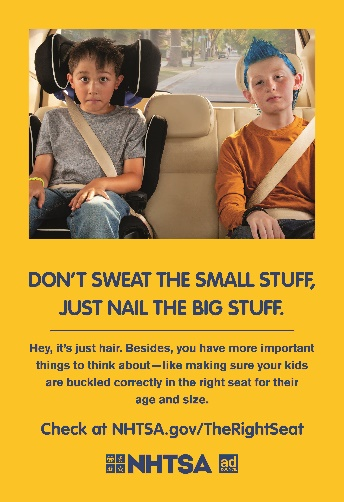 DON'T SWEAT THE SMALL STUFF,
JUST NAIL THE BIG STUFF.
Hey, it's just hair. Besides, you have more important
things to think about—like making sure your kids
are buckled correctly in the right seat for their
age and size.
Check at NHTSA.gov/TheRightSeat
NHTSA
ad
COUNCIL